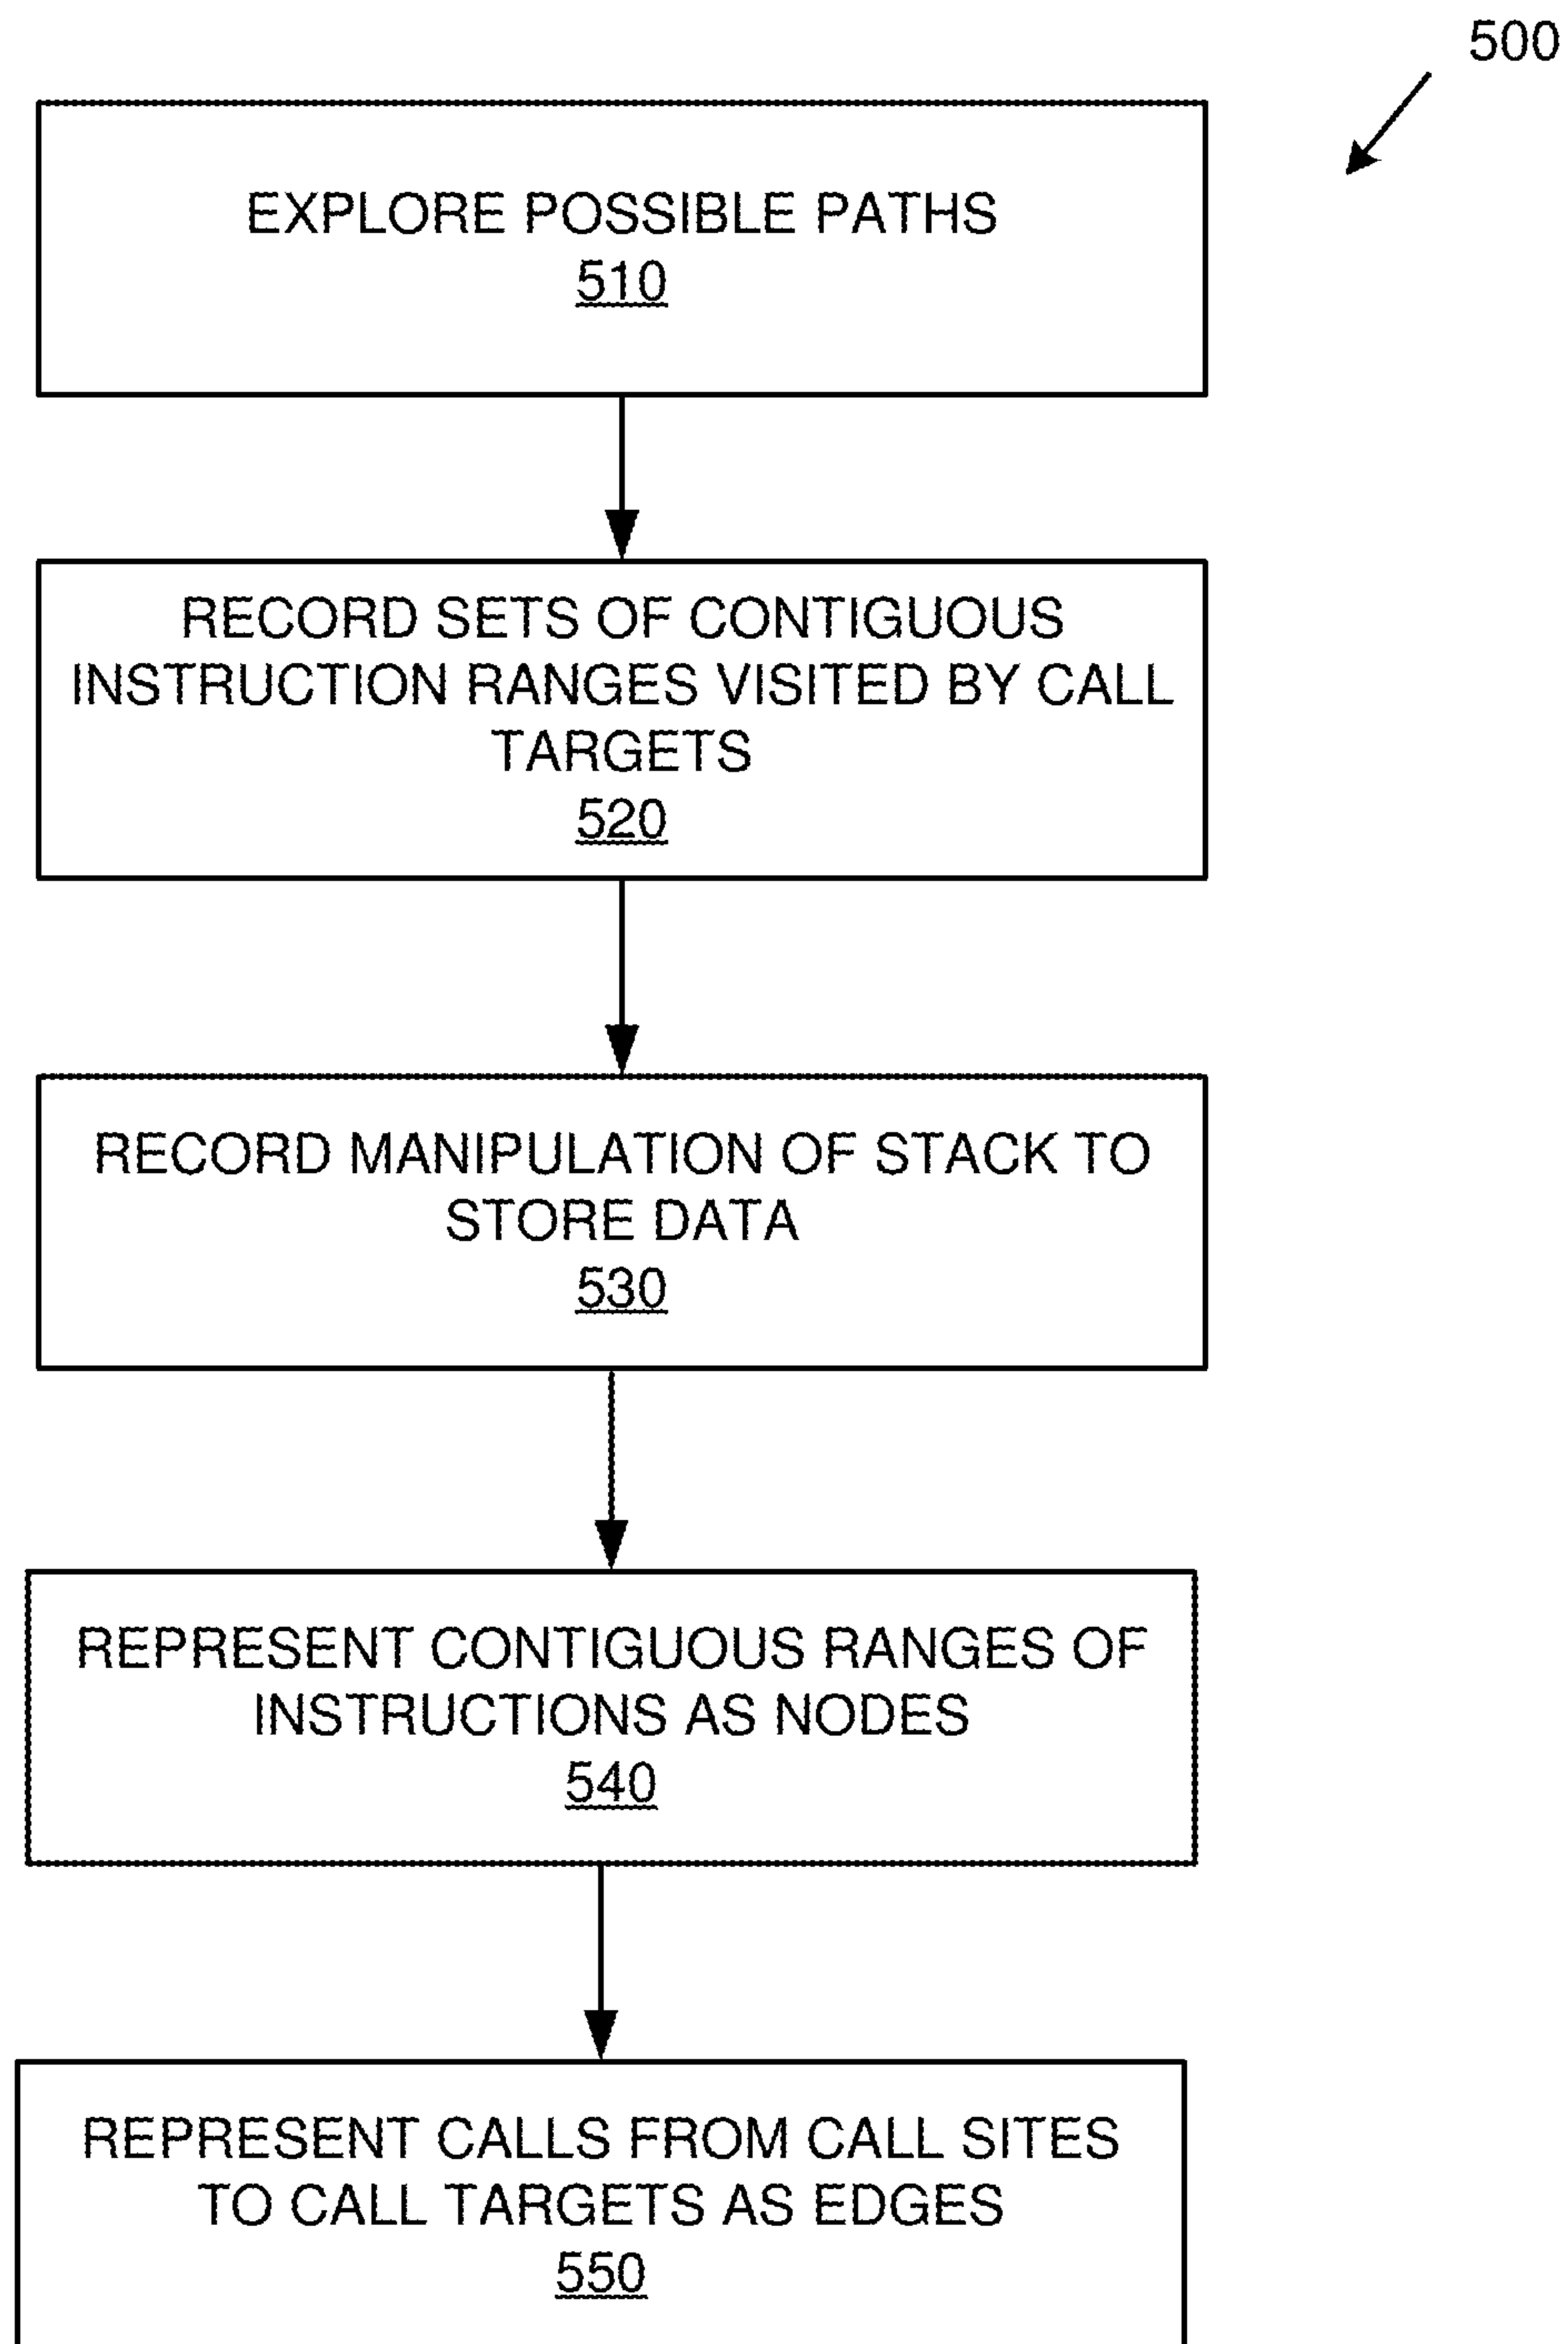 500
EXPLORE POSSIBLE PATHS
510
RECORD SETS OF CONTIGUOUS
INSTRUCTION RANGES VISITED BY CALL
TARGETS
520
RECORD MANIPULATION OF STACK TO
STORE DATA
530
REPRESENT CONTIGUOUS RANGES OF
INSTRUCTIONS AS NODES
540
REPRESENT CALLS FROM CALL SITES
TO CALL TARGETS AS EDGES
550